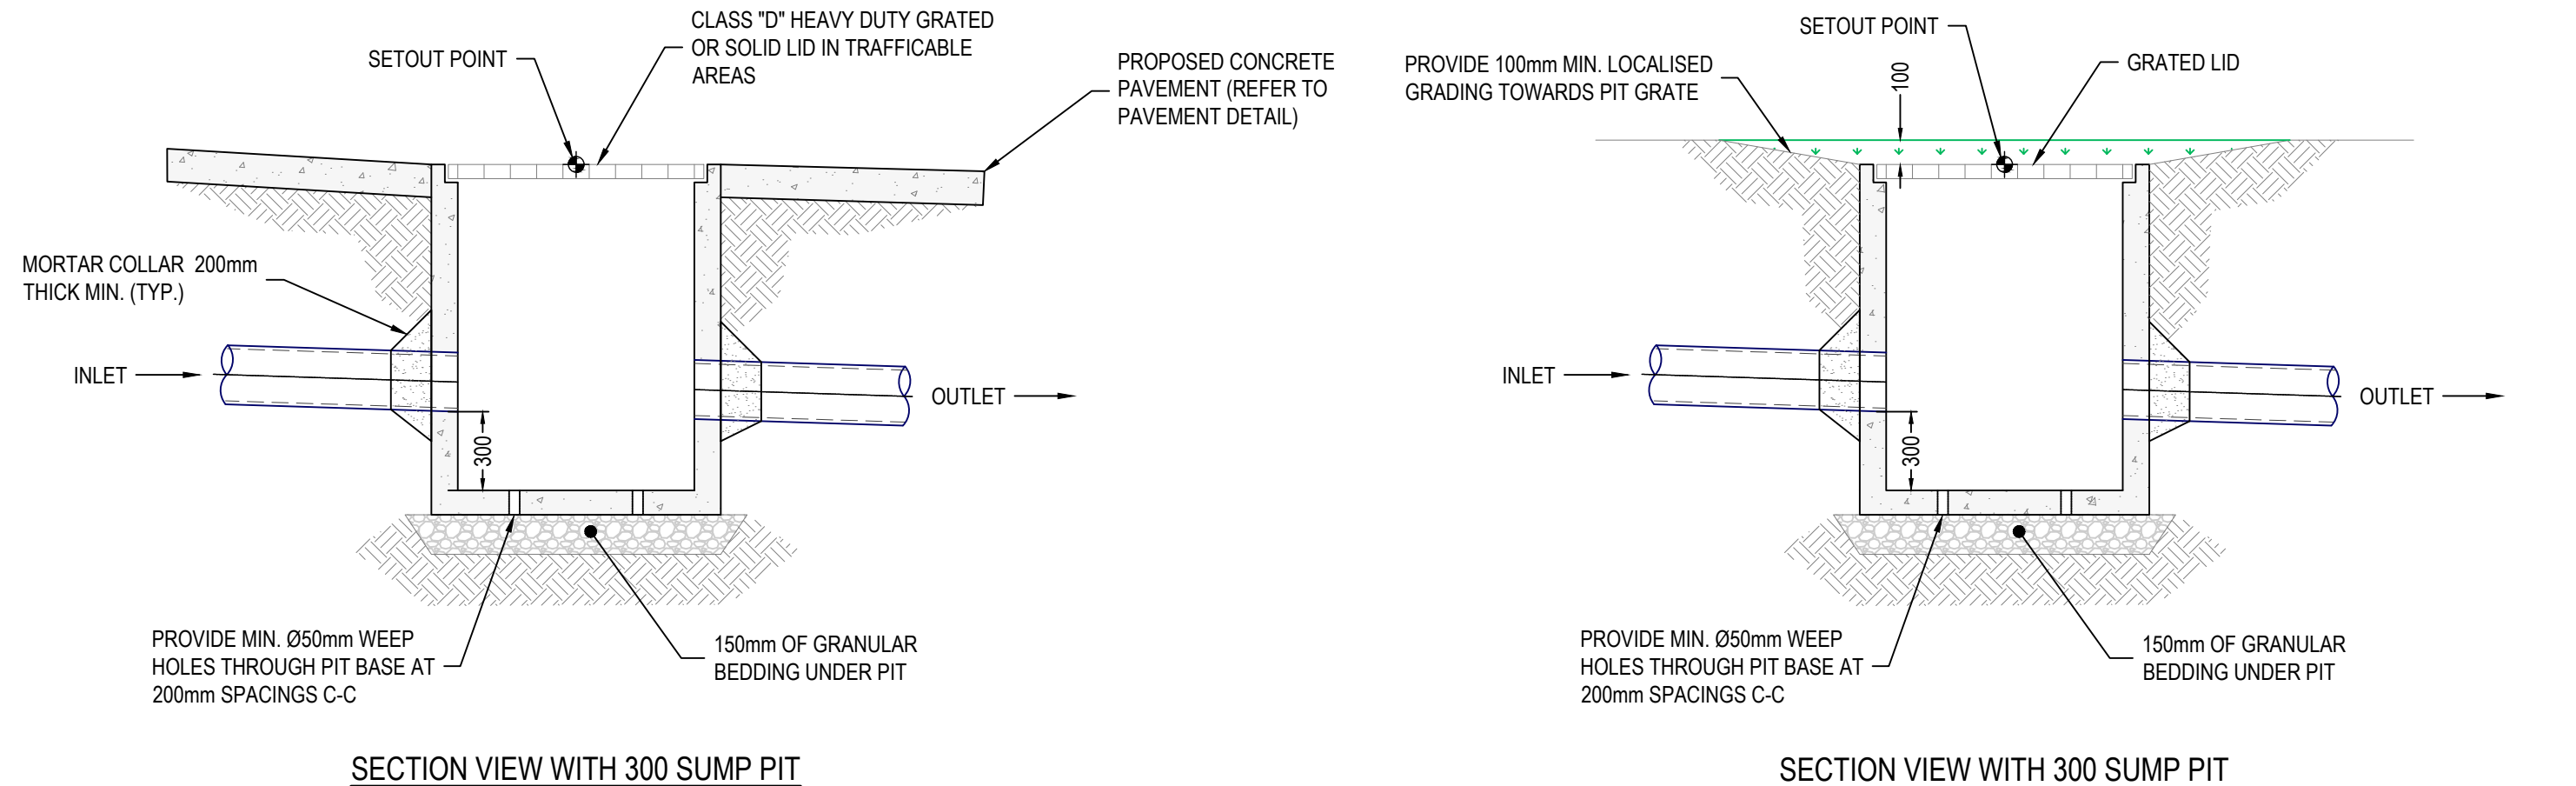 SETOUT POINT
CLASS "D" HEAVY DUTY GRATED
OR SOLID LID IN TRAFFICABLE
AREAS
PROPOSED CONCRETE
PAVEMENT (REFER TO
PAVEMENT DETAIL)
MORTAR COLLAR 200mm
THICK MIN. (TYP.)
INLET
OUTLET
300
PROVIDE MIN. Ø50mm WEEP
HOLES THROUGH PIT BASE AT
200mm SPACINGS C-C
150mm OF GRANULAR
BEDDING UNDER PIT
SECTION VIEW WITH 300 SUMP PIT
SETOUT POINT
PROVIDE 100mm MIN. LOCALISED
GRADING TOWARDS PIT GRATE
100
GRATED LID
INLET
OUTLET
300
PROVIDE MIN. Ø50mm WEEP
HOLES THROUGH PIT BASE AT
200mm SPACINGS C-C
150mm OF GRANULAR
BEDDING UNDER PIT
SECTION VIEW WITH 300 SUMP PIT